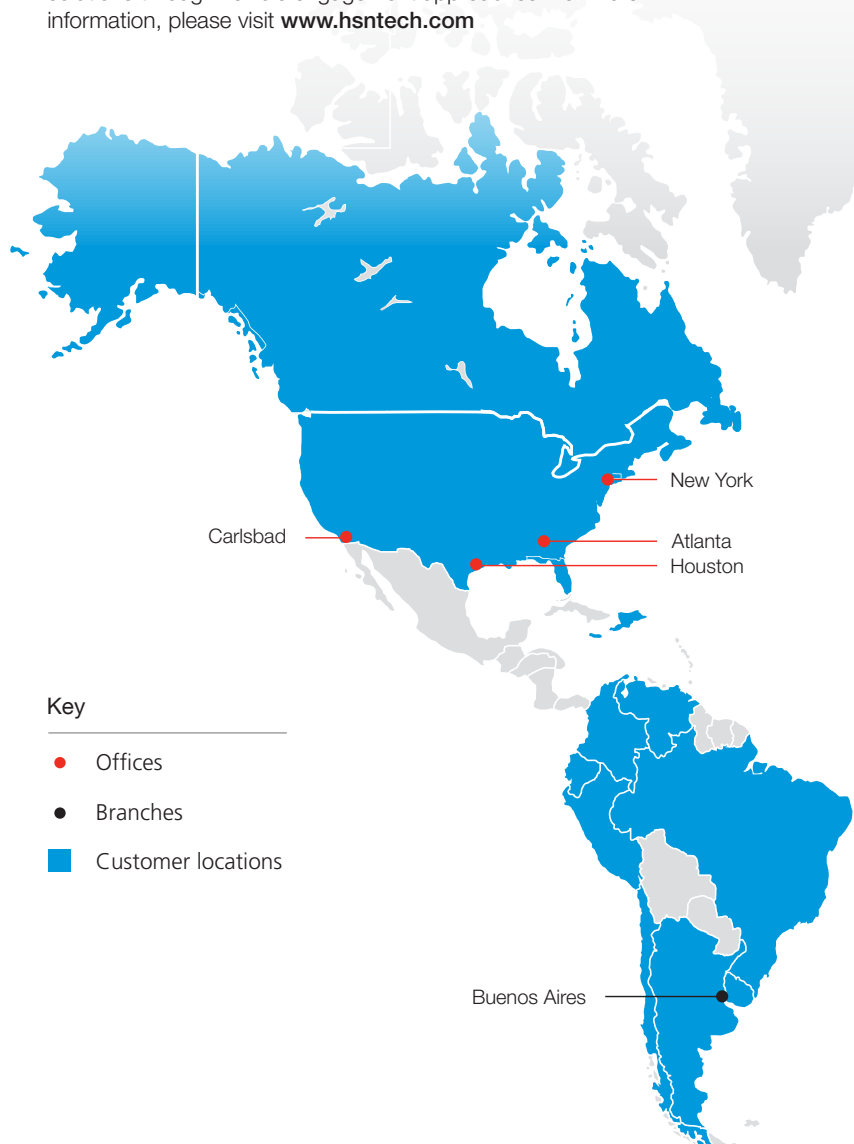 information, please visit www.hsntech.com
New York
Carlsbad
Atlanta
Houston
Key
Offices
Branches
Customer locations
Buenos Aires